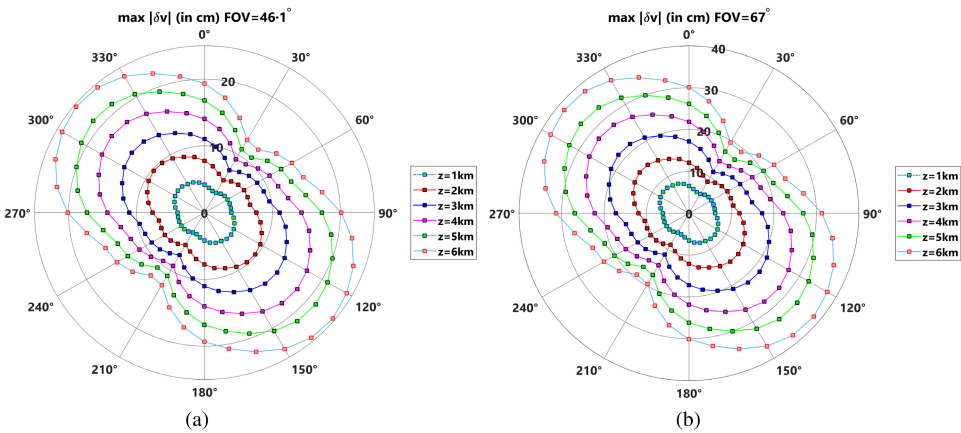 max |δv| (in cm) FOV=46·1°
0°
30°
60°
90°
120°
150°
180°
210°
240°
270°
300°
330°
0
10
20
z=1km
z=2km
z=3km
z=4km
z=5km
z=6km
(a)
max |δv| (in cm) FOV=67°
0°
30°
60°
90°
120°
150°
180°
210°
240°
270°
300°
330°
0
10
20
30
40
z=1km
z=2km
z=3km
z=4km
z=5km
z=6km
(b)